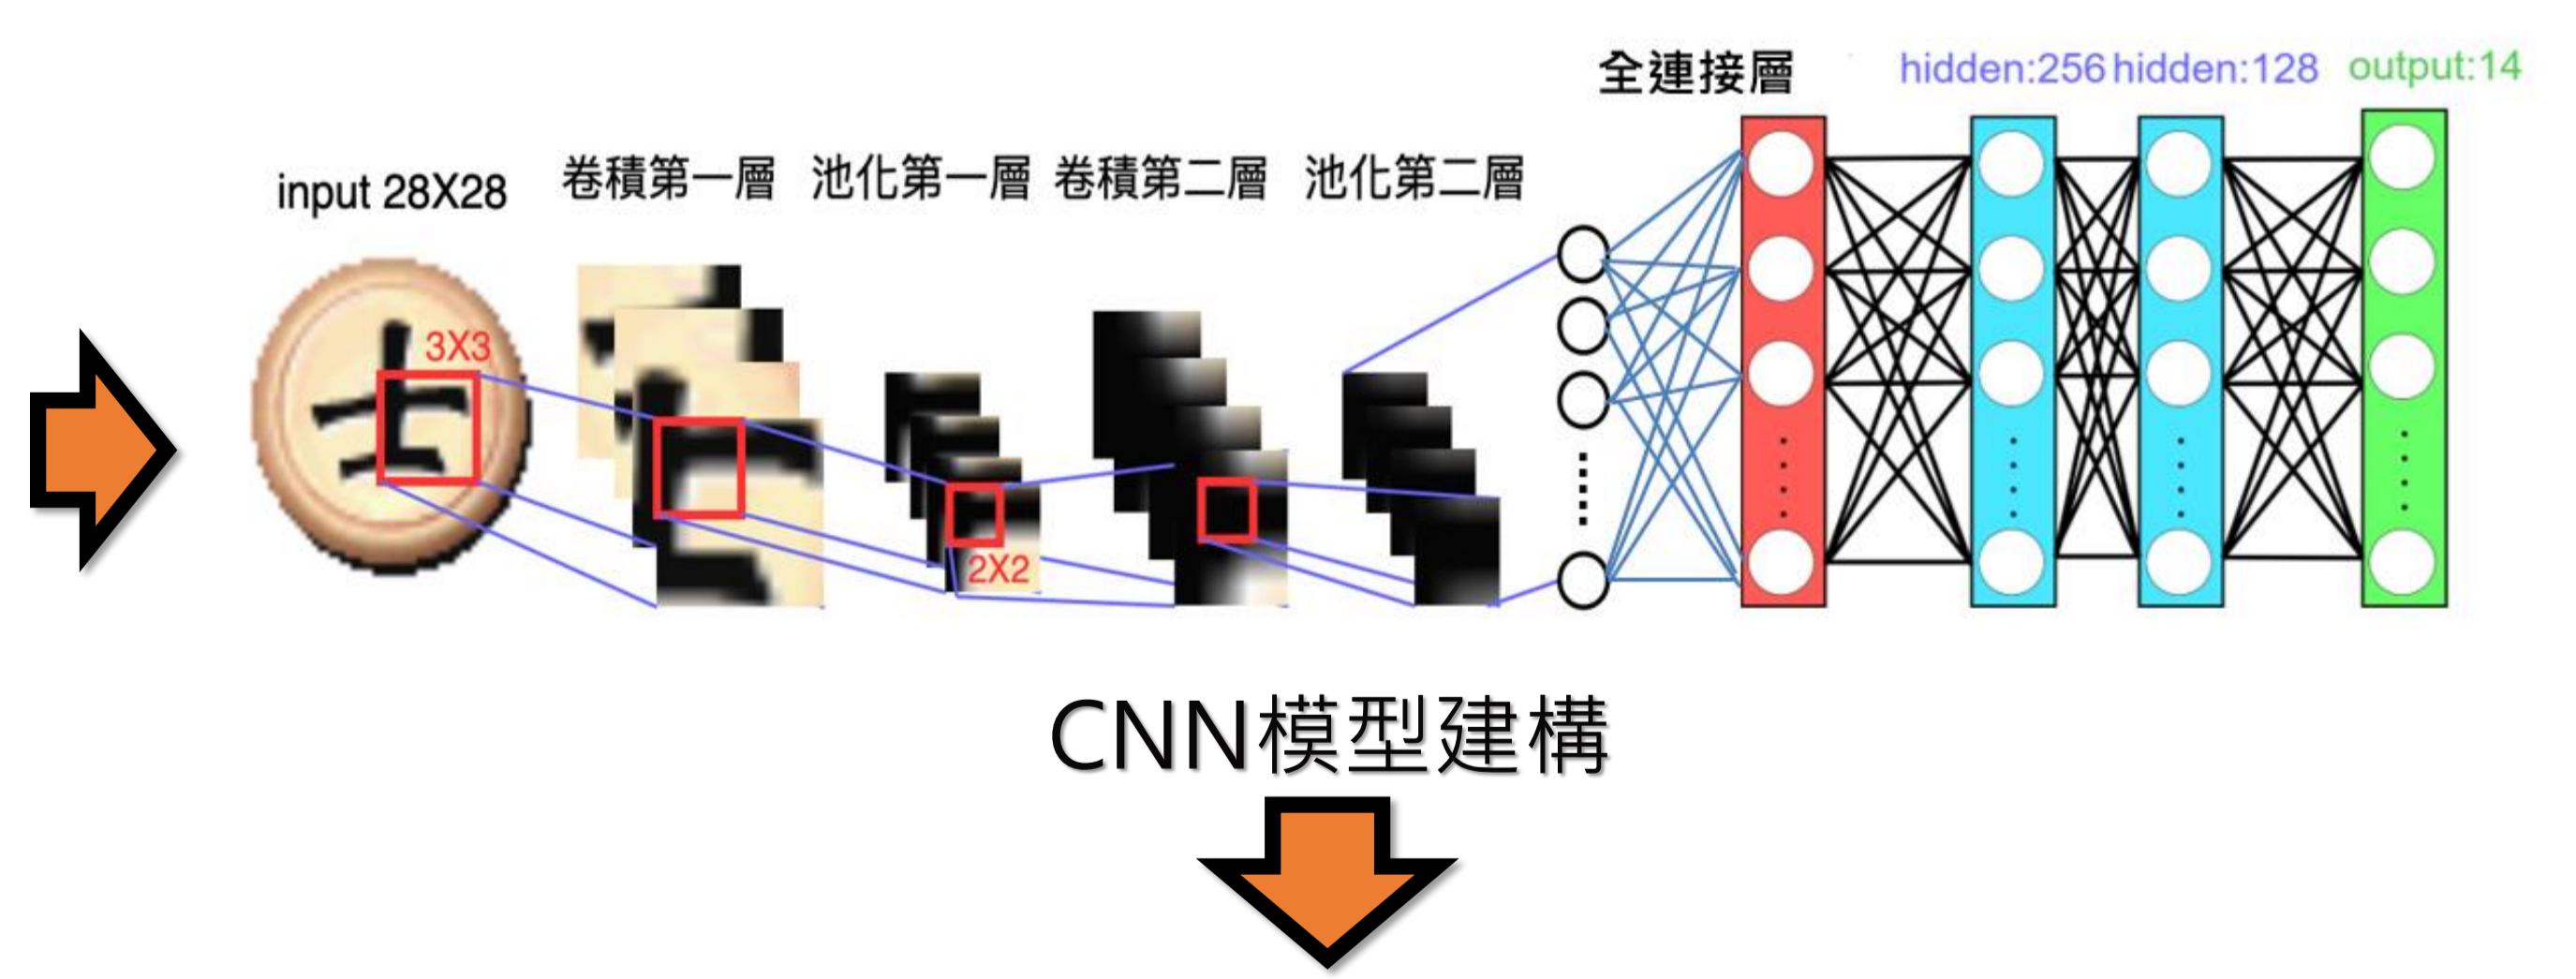 全連接層
hidden:256
hidden:128
output:14
input 28X28
卷積第一層
池化第一層
卷積第二層
池化第二層
士
3X3
2X2
CNN模型建構